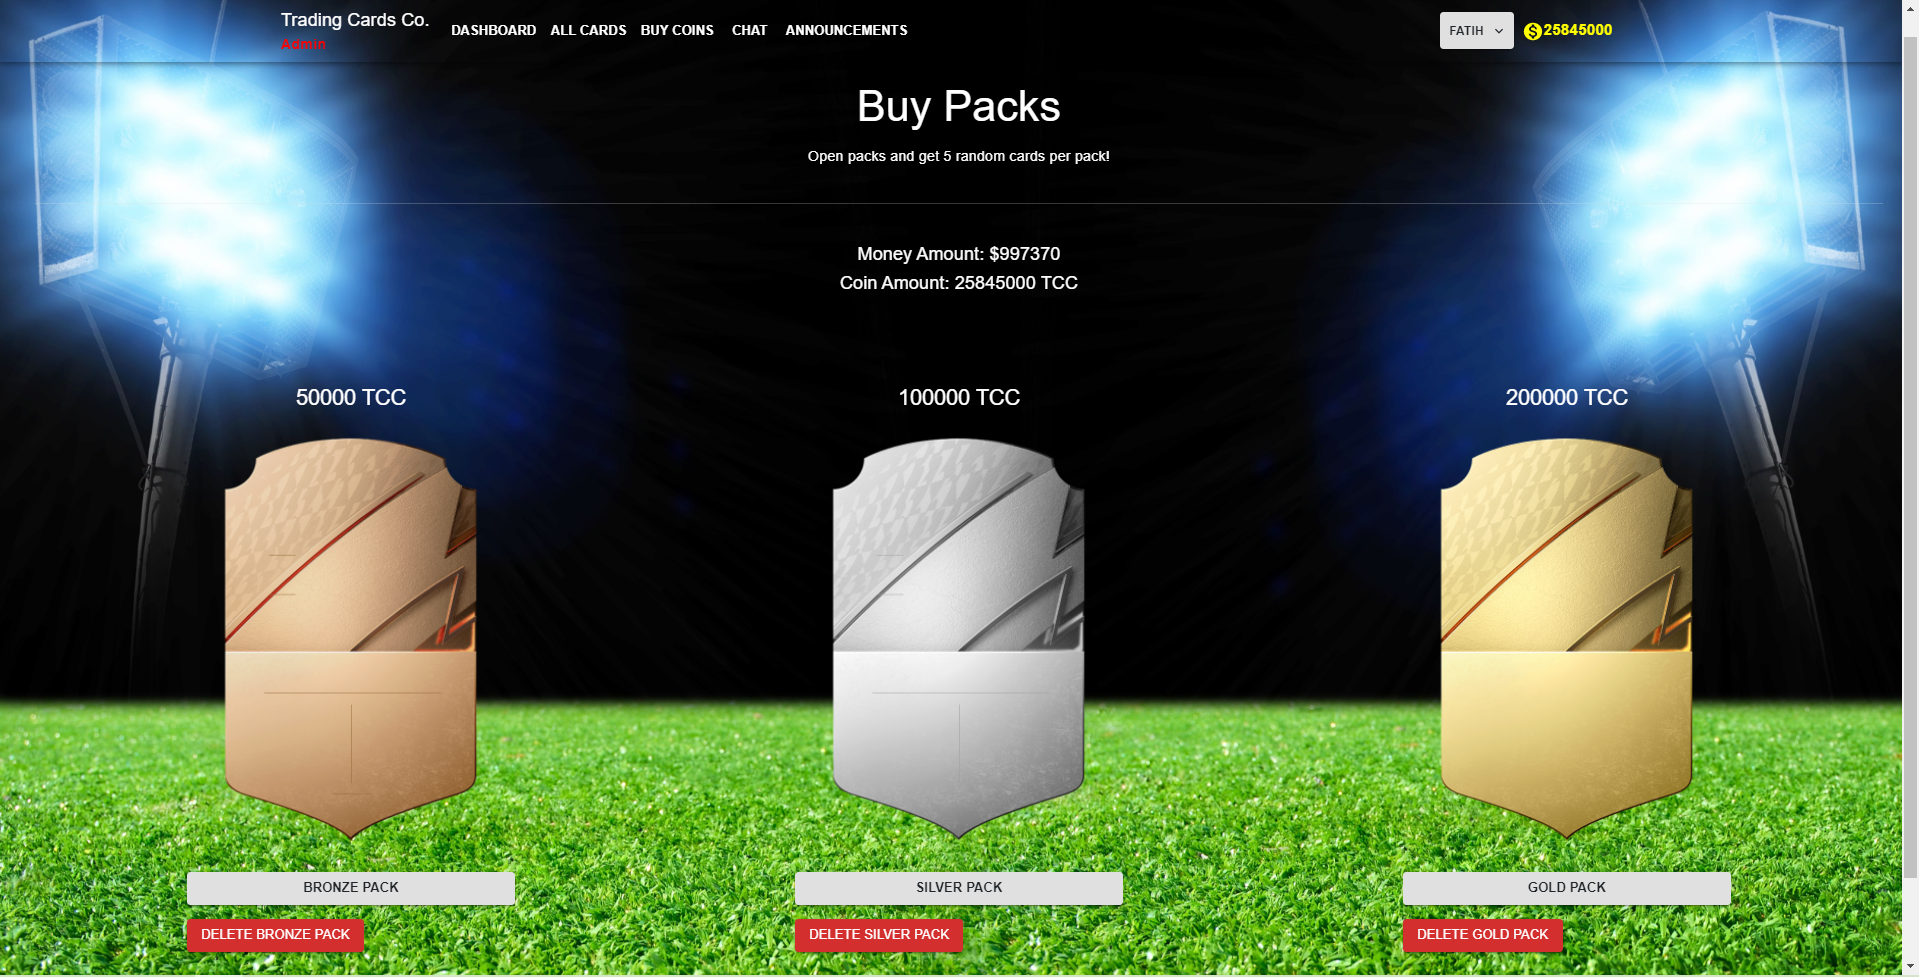 Trading Cards Co.
Admin
DASHBOARD ALL CARDS BUY COINS CHAT ANNOUNCEMENTS
FATIH
$ 25845000
Buy Packs
Open packs and get 5 random cards per pack!
Money Amount: $997370
Coin Amount: 25845000 TCC
50000 TCC
100000 TCC
200000 TCC
BRONZE PACK
SILVER PACK
GOLD PACK
DELETE BRONZE PACK
DELETE SILVER PACK
DELETE GOLD PACK